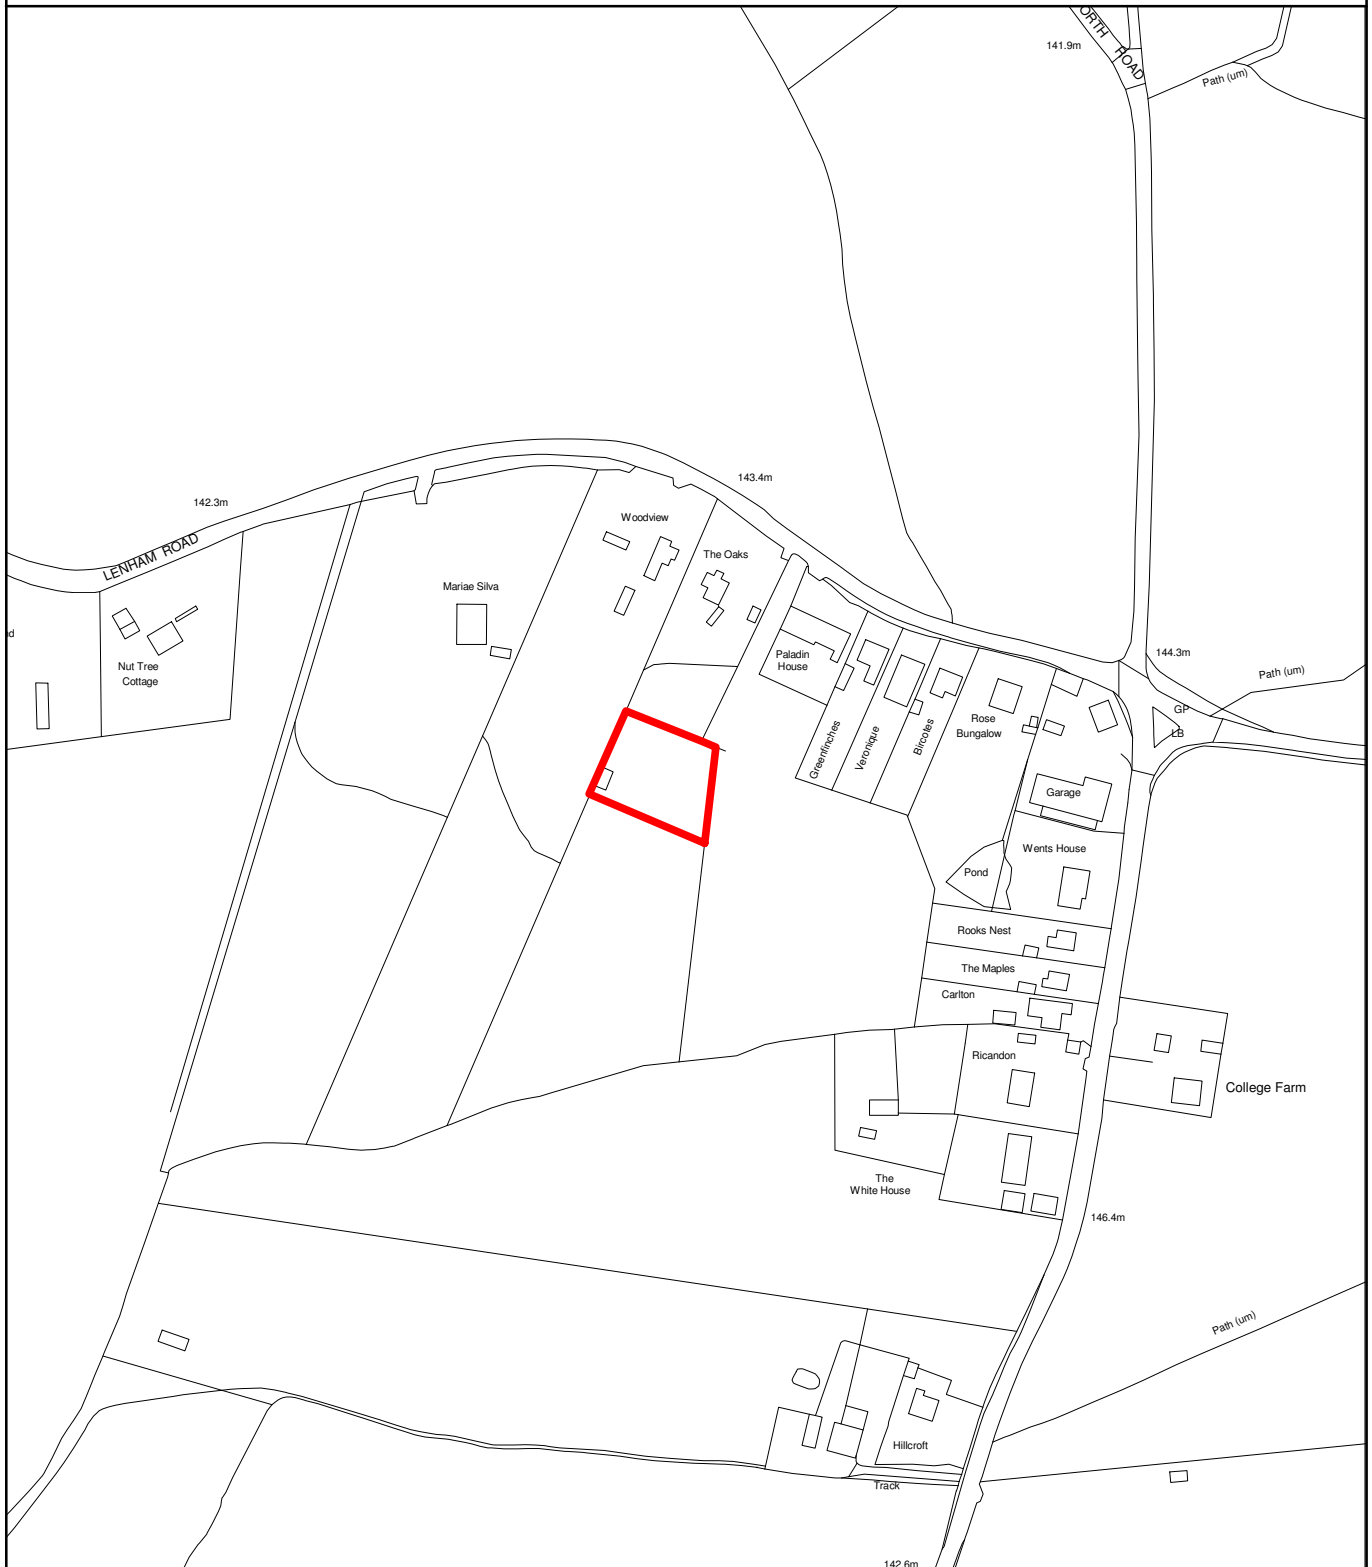 ORTH ROAD
141.9m
Path (um)
143.4m
142.3m
Woodview
LENHAM ROAD
The Oaks
Mariae Silva
Nut Tree
Cottage
Paladin
House
144.3m
Path (um)
GP
LB
Rose
Bungalow
Greenfinches
Veronique
Bircotes
Garage
Wents House
Pond
Rooks Nest
The Maples
Carlton
Ricandon
College Farm
The
White House
146.4m
Path (um)
Hillcroft
Track
142.6m